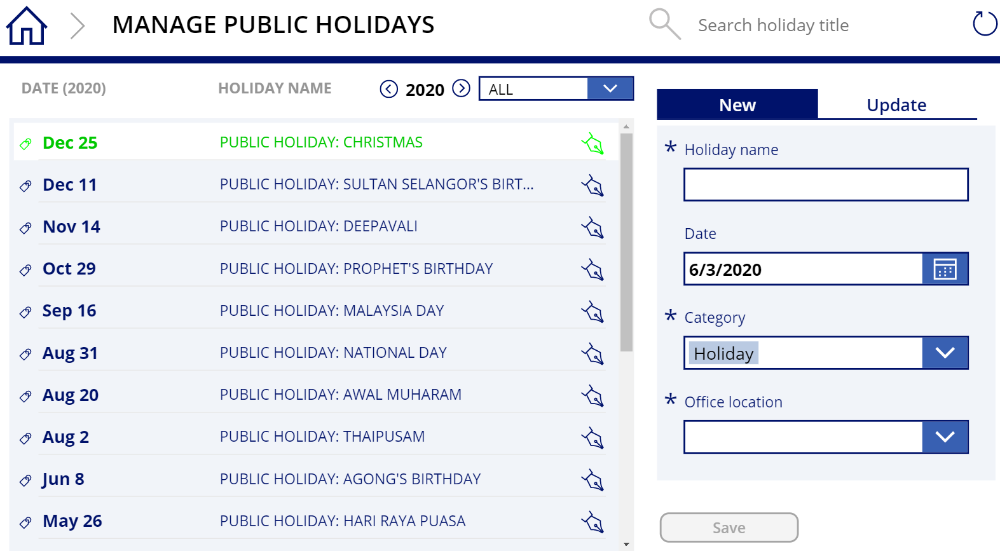 MANAGE PUBLIC HOLIDAYS
Search holiday title
DATE (2020) HOLIDAY NAME 2020 ALL
Dec 25 PUBLIC HOLIDAY: CHRISTMAS
Dec 11 PUBLIC HOLIDAY: SULTAN SELANGOR'S BIRT...
Nov 14 PUBLIC HOLIDAY: DEEPAVALI
Oct 29 PUBLIC HOLIDAY: PROPHET'S BIRTHDAY
Sep 16 PUBLIC HOLIDAY: MALAYSIA DAY
Aug 31 PUBLIC HOLIDAY: NATIONAL DAY
Aug 20 PUBLIC HOLIDAY: AWAL MUHARAM
Aug 2 PUBLIC HOLIDAY: THAIPUSAM
Jun 8 PUBLIC HOLIDAY: AGONG'S BIRTHDAY
May 26 PUBLIC HOLIDAY: HARI RAYA PUASA
New Update
* Holiday name
Date
6/3/2020
* Category
Holiday
* Office location
Save